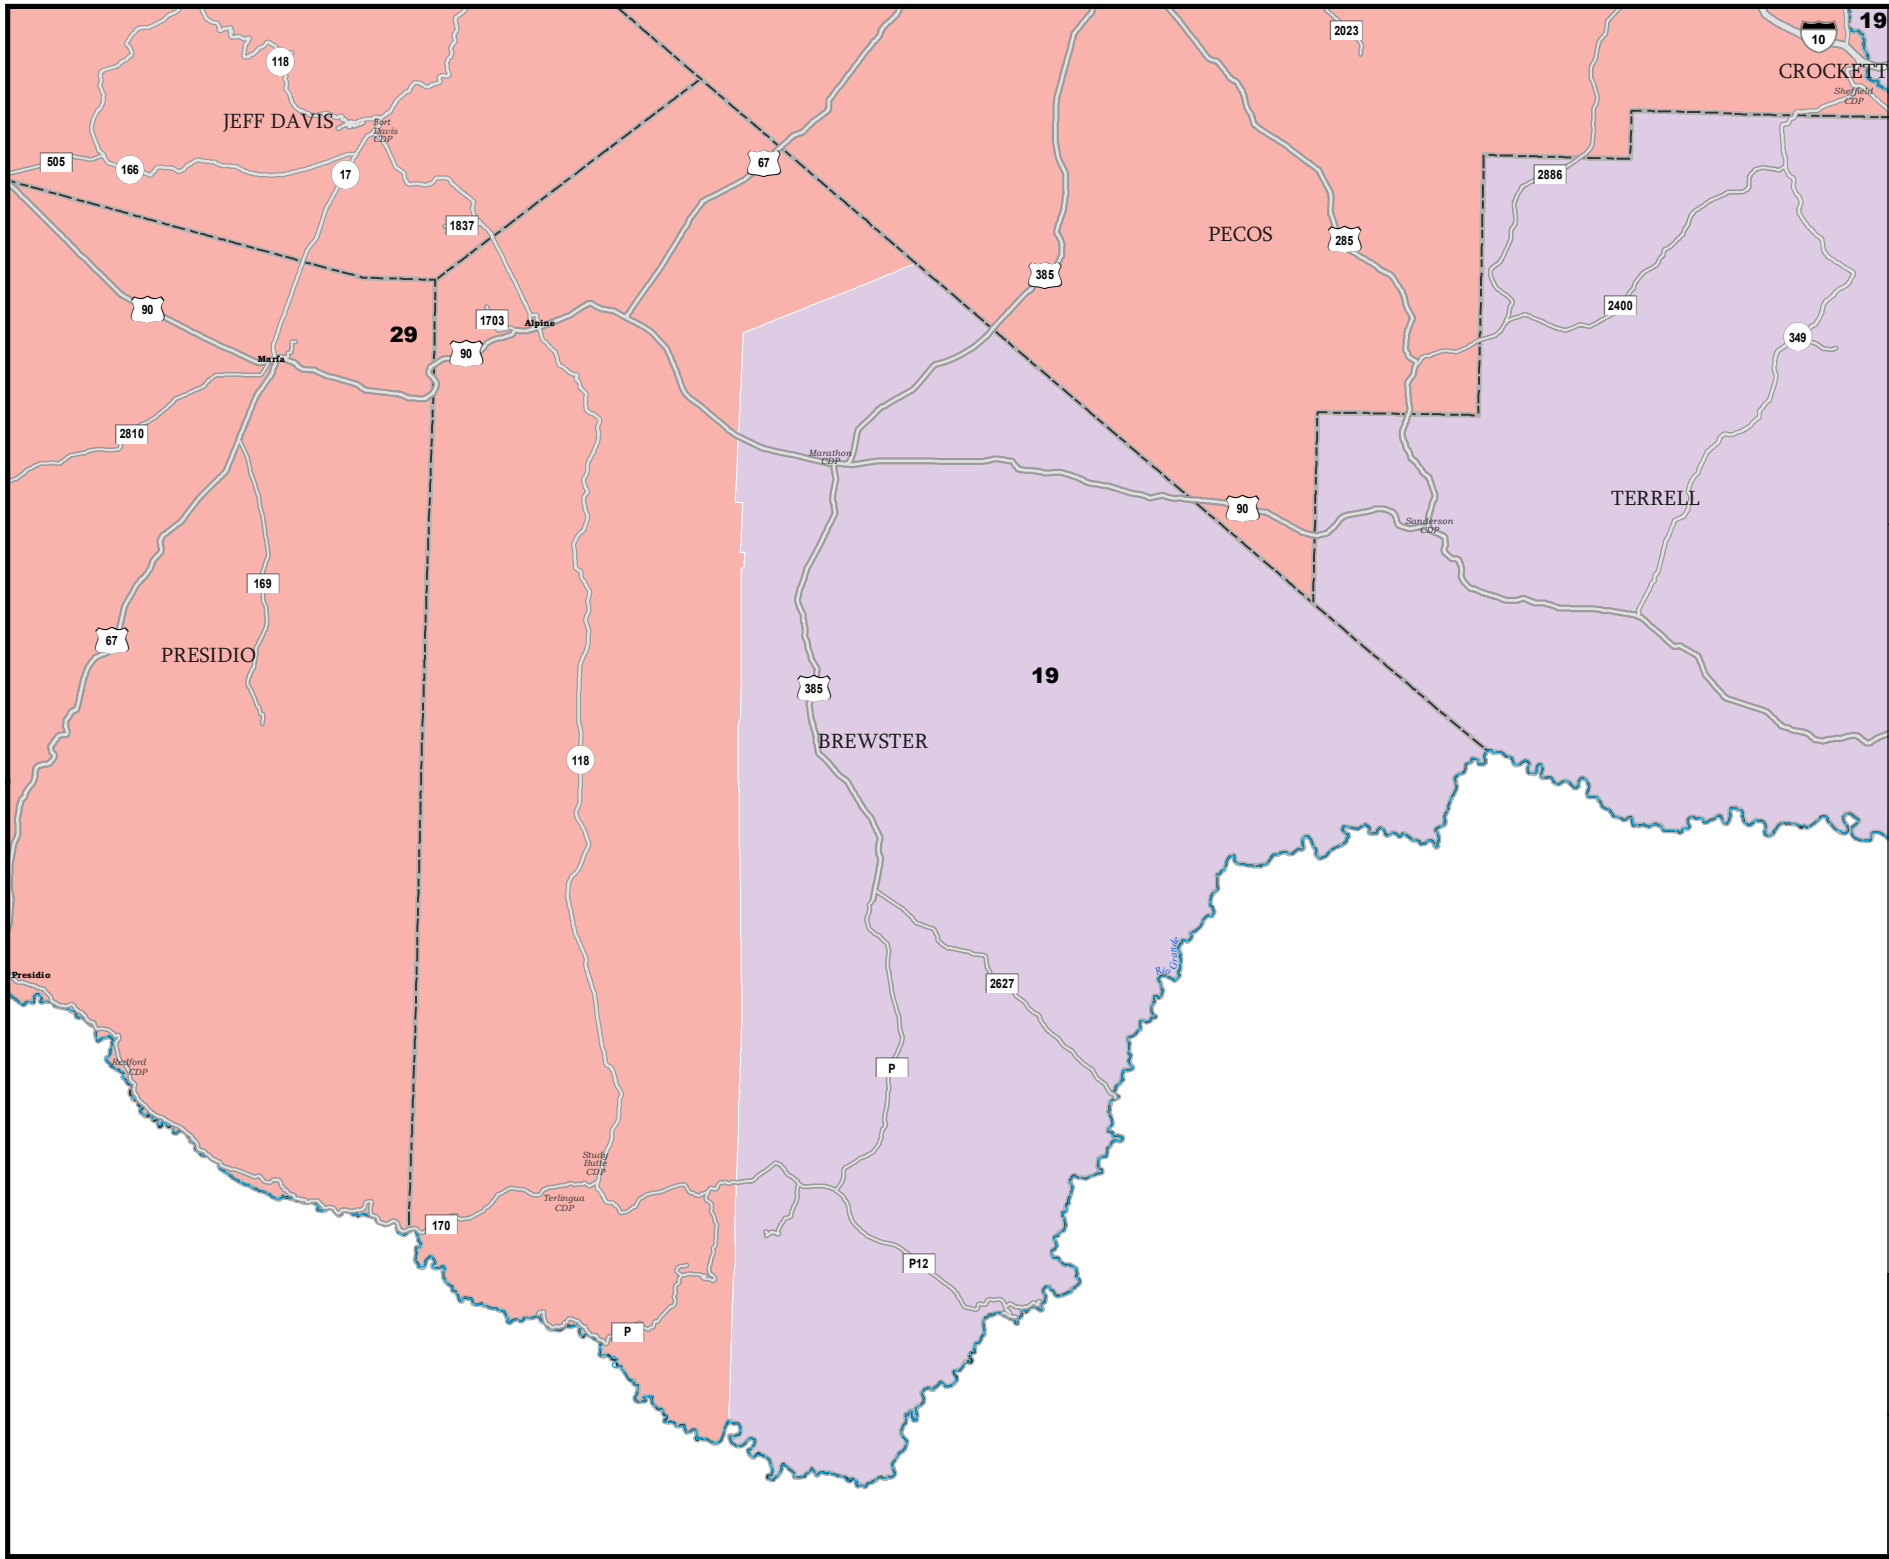 19
2023
10
118
CROCKETT
Sheffield
CDP
JEFF DAVIS
Fort
Davis
CDP
505
166
17
67
2886
1837
PECOS
285
385
90
1703
Alpine
2400
29
90
349
Marfa
2810
Marathon
CDP
TERRELL
90
Sanderson
CDP
169
67
PRESIDIO
19
385
BREWSTER
118
Rio
Grande
Presidio
2627
Redford
CDP
P
Study
Butte
CDP
Terlingua
CDP
170
P12
P